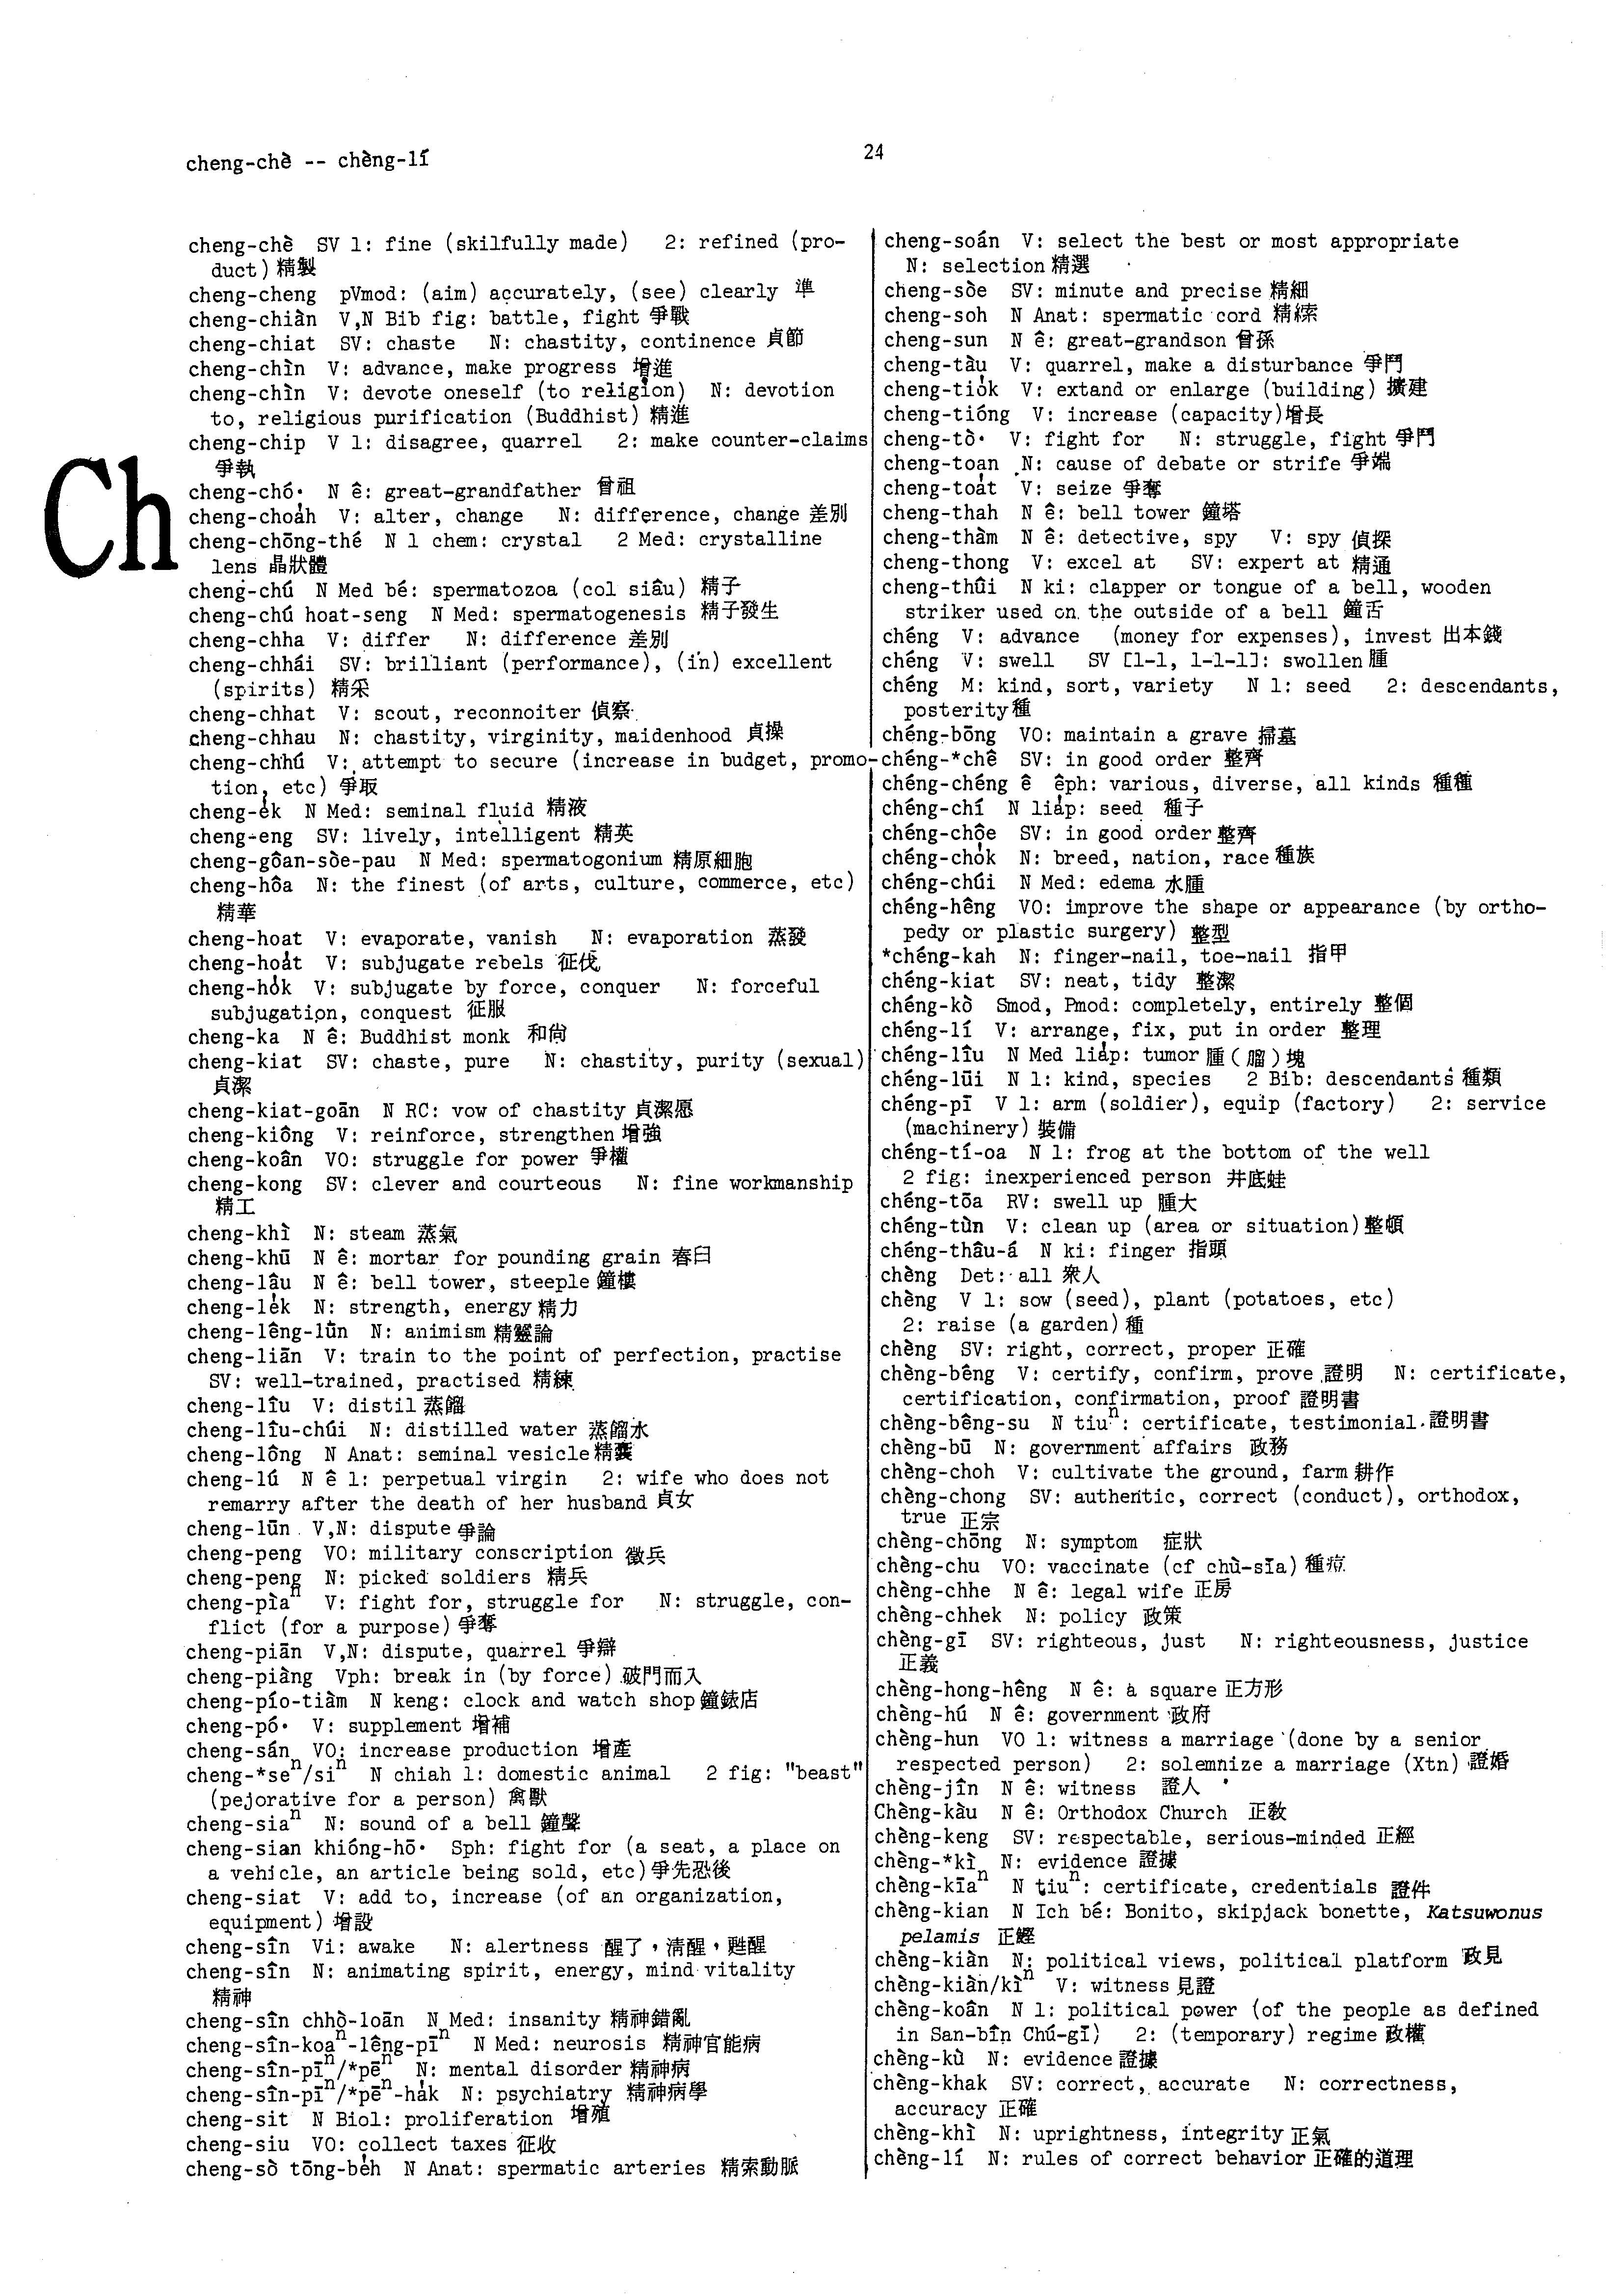 cheng-chè -- chèng-lí
24
Ch
cheng-chè SV 1: fine (skilfully made) 2: refined (pro-
duct) 精製
cheng-cheng pVmod: (aim) accurately, (see) clearly 準
cheng-chiàn V,N Bib fig: battle, fight 爭戰
cheng-chiat SV: chaste N: chastity, continence 貞節
cheng-chìn V: advance, make progress 增進
cheng-chìn V: devote oneself (to religion) N: devotion
to, religious purification (Buddhist) 精進
cheng-chip V 1: disagree, quarrel 2: make counter-claims
爭執
cheng-chó· N ê: great-grandfather 曾祖
cheng-choa̍h V: alter, change N: difference, change 差別
cheng-chōng-thé N 1 chem: crystal 2 Med: crystalline
lens 晶狀體
cheng-chú N Med bé: spermatozoa (col siâu) 精子
cheng-chú hoat-seng N Med: spermatogenesis 精子發生
cheng-chha V: differ N: difference 差別
cheng-chhái SV: brilliant (performance), (in) excellent
(spirits) 精采
cheng-chhat V: scout, reconnoiter 偵察
cheng-chhau N: chastity, virginity, maidenhood 貞操
cheng-chhú V: attempt to secure (increase in budget, promo-
tion, etc) 爭取
cheng-e̍k N Med: seminal fluid 精液
cheng-eng SV: lively, intelligent 精英
cheng-gôan-sòe-pau N Med: spermatogonium 精原細胞
cheng-hôa N: the finest (of arts, culture, commerce, etc)
精華
cheng-hoat V: evaporate, vanish N: evaporation 蒸發
cheng-hoa̍t V: subjugate rebels 征伐
cheng-ho̍k V: subjugate by force, conquer N: forceful
subjugation, conquest 征服
cheng-ka N ê: Buddhist monk 和尙
cheng-kiat SV: chaste, pure N: chastity, purity (sexual)
貞潔
cheng-kiat-goān N RC: vow of chastity 貞潔愿
cheng-kiông V: reinforce, strengthen 增強
cheng-koân VO: struggle for power 爭權
cheng-kong SV: clever and courteous N: fine workmanship
精工
cheng-khì N: steam 蒸氣
cheng-khū N ê: mortar for pounding grain 舂臼
cheng-lâu N ê: bell tower, steeple 鐘樓
cheng-le̍k N: strength, energy 精力
cheng-lêng-lūn N: animism 精靈論
cheng-liān V: train to the point of perfection, practise
SV: well-trained, practised 精練
cheng-lîu V: distil 蒸餾
cheng-lîu-chúi N: distilled water 蒸餾水
cheng-lông N Anat: seminal vesicle 精囊
cheng-lú N ê 1: perpetual virgin 2: wife who does not
remarry after the death of her husband 貞女
cheng-lūn V,N: dispute 爭論
cheng-peng VO: military conscription 徵兵
cheng-peng N: picked soldiers 精兵
cheng-piàⁿ V: fight for, struggle for N: struggle, con-
flict (for a purpose) 爭奪
cheng-piān V,N: dispute, quarrel 爭辯
cheng-piàng Vph: break in (by force) 破門而入
cheng-pío-tiàm N keng: clock and watch shop 鐘錶店
cheng-pó· V: supplement 增補
cheng-sán VO: increase production 增產
cheng-*seⁿ/siⁿ N chiah 1: domestic animal 2 fig: "beast"
(pejorative for a person) 禽獸
cheng-siaⁿ N: sound of a bell 鐘聲
cheng-sian khióng-hō· Sph: fight for (a seat, a place on
a vehicle, an article being sold, etc) 爭先恐後
cheng-siat V: add to, increase (of an organization,
equipment) 增設
cheng-sîn Vi: awake N: alertness 醒了，清醒，甦醒
cheng-sîn N: animating spirit, energy, mind vitality
精神
cheng-sîn chhò-loān N Med: insanity 精神錯亂
cheng-sîn-koaⁿ-lêng-pīⁿ N Med: neurosis 精神官能病
cheng-sîn-pīⁿ/*pēⁿ N: mental disorder 精神病
cheng-sîn-pīⁿ/*pēⁿ-ha̍k N: psychiatry 精神病學
cheng-sit N Biol: proliferation 增殖
cheng-siu VO: collect taxes 征收
cheng-sò tōng-be̍h N Anat: spermatic arteries 精索動脈
cheng-soán V: select the best or most appropriate
N: selection 精選
cheng-sòe SV: minute and precise 精細
cheng-soh N Anat: spermatic cord 精索
cheng-sun N ê: great-grandson 曾孫
cheng-tàu V: quarrel, make a disturbance 爭鬥
cheng-tio̍k V: extand or enlarge (building) 擴建
cheng-tióng V: increase (capacity) 增長
cheng-tò· V: fight for N: struggle, fight 爭鬥
cheng-toan N: cause of debate or strife 爭端
cheng-toa̍t V: seize 爭奪
cheng-thah N ê: bell tower 鐘塔
cheng-thàm N ê: detective, spy V: spy 偵探
cheng-thong V: excel at SV: expert at 精通
cheng-thûi N ki: clapper or tongue of a bell, wooden
striker used on the outside of a bell 鐘舌
chéng V: advance (money for expenses), invest 出本錢
chéng V: swell SV [1-1, 1-1-1]: swollen 腫
chéng M: kind, sort, variety N 1: seed 2: descendants,
posterity 種
chéng-bōng VO: maintain a grave 掃墓
chéng-*chê SV: in good order 整齊
chéng-chéng ê êph: various, diverse, all kinds 種種
chéng-chí N lia̍p: seed 種子
chéng-chôe SV: in good order 整齊
chéng-cho̍k N: breed, nation, race 種族
chéng-chúi N Med: edema 水腫
chéng-hêng VO: improve the shape or appearance (by ortho-
pedy or plastic surgery) 整型
*chéng-kah N: finger-nail, toe-nail 指甲
chéng-kiat SV: neat, tidy 整潔
chéng-kò Smod, Pmod: completely, entirely 整個
chéng-lí V: arrange, fix, put in order 整理
chéng-lîu N Med lia̍p: tumor 腫（瘤）塊
chéng-lūi N 1: kind, species 2 Bib: descendants 種類
chéng-pī V 1: arm (soldier), equip (factory) 2: service
(machinery) 裝備
chéng-tí-oa N 1: frog at the bottom of the well
2 fig: inexperienced person 井底蛙
chéng-tōa RV: swell up 腫大
chéng-tùn V: clean up (area or situation) 整頓
chéng-thâu-á N ki: finger 指頭
chèng Det: all 衆人
chèng V 1: sow (seed), plant (potatoes, etc)
2: raise (a garden) 種
chèng SV: right, correct, proper 正確
chèng-bêng V: certify, confirm, prove 證明 N: certificate,
certification, confirmation, proof 證明書
chèng-bêng-su N tiuⁿ: certificate, testimonial 證明書
chèng-bū N: government affairs 政務
chèng-choh V: cultivate the ground, farm 耕作
chèng-chong SV: authentic, correct (conduct), orthodox,
true 正宗
chèng-chōng N: symptom 症狀
chèng-chu VO: vaccinate (cf chù-sīa) 種痘
chèng-chhe N ê: legal wife 正房
chèng-chhek N: policy 政策
chèng-gī SV: righteous, just N: righteousness, justice
正義
chèng-hong-hêng N ê: a square 正方形
chèng-hú N ê: government 政府
chèng-hun VO 1: witness a marriage (done by a senior
respected person) 2: solemnize a marriage (Xtn) 證婚
chèng-jîn N ê: witness 證人
Chèng-kàu N ê: Orthodox Church 正教
chèng-keng SV: respectable, serious-minded 正經
chèng-*kì N: evidence 證據
chèng-kīaⁿ N tiuⁿ: certificate, credentials 證件
chèng-kian N Ich bé: Bonito, skipjack bonette, Katsuwonus
pelamis 正鰹
chèng-kiàn N: political views, political platform 政見
chèng-kiàn/kìⁿ V: witness 見證
chèng-koân N 1: political power (of the people as defined
in San-bîn Chú-gī) 2: (temporary) regime 政權
chèng-kù N: evidence 證據
chèng-khak SV: correct, accurate N: correctness,
accuracy 正確
chèng-khì N: uprightness, integrity 正氣
chèng-lí N: rules of correct behavior 正確的道理